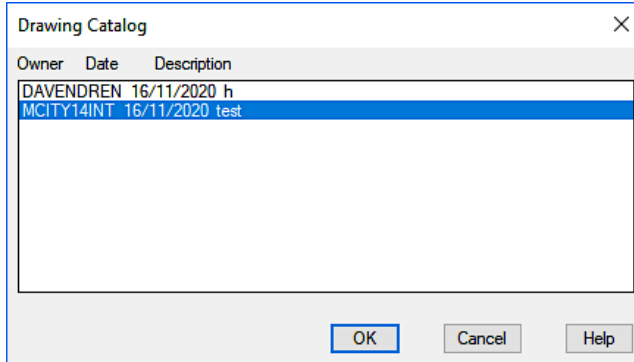 Drawing Catalog
Owner Date Description
DAVENDREN 16/11/2020 h
MCITY14INT 16/11/2020 test
OK Cancel Help